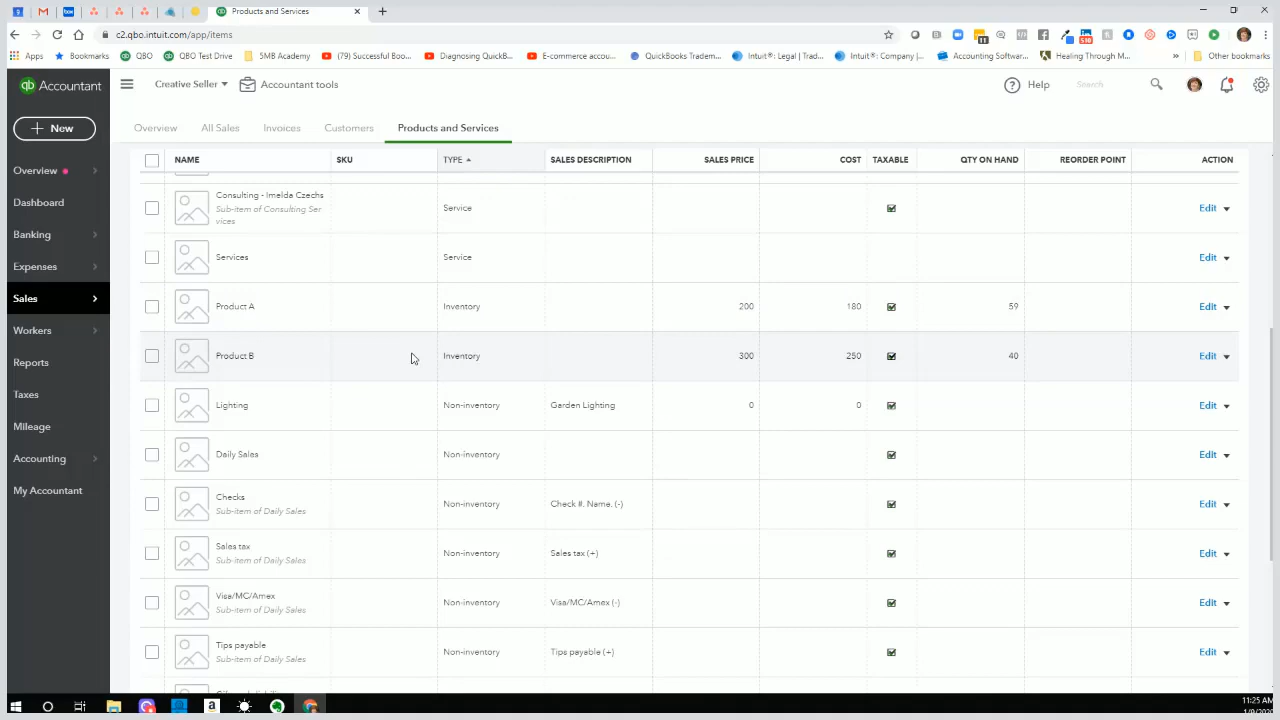 Products and Services
c2.qbo.intuit.com/app/items
Apps
Bookmarks
QBO
QBO Test Drive
5MB Academy
(79) Successful Boo...
Diagnosing QuickB...
E-commerce accou...
QuickBooks Tradem...
Intuit®: Legal | Trad...
Intuit®: Company |...
Accounting Softwar...
Healing Through M...
Other bookmarks
qb Accountant
Creative Seller
Accountant tools
Help
Search
New
Overview
All Sales
Invoices
Customers
Products and Services
NAME SKU TYPE SALES DESCRIPTION SALES PRICE COST TAXABLE QTY ON HAND REORDER POINT ACTION
Overview
Dashboard
Banking
Expenses
Sales
Workers
Reports
Taxes
Mileage
Accounting
My Accountant
Consulting - Imelda Czechs
Sub-item of Consulting Ser
vices
Service
Edit
Services Service Edit
Product A Inventory 200 180 59 Edit
Product B Inventory 300 250 40 Edit
Lighting Non-inventory Garden Lighting 0 0 Edit
Daily Sales Non-inventory Edit
Checks
Sub-item of Daily Sales
Non-inventory Check #, Name, (-) Edit
Sales tax
Sub-item of Daily Sales
Non-inventory Sales tax (+) Edit
Visa/MC/Amex
Sub-item of Daily Sales
Non-inventory Visa/MC/Amex (-) Edit
Tips payable
Sub-item of Daily Sales
Non-inventory Tips payable (+) Edit
11:25 AM